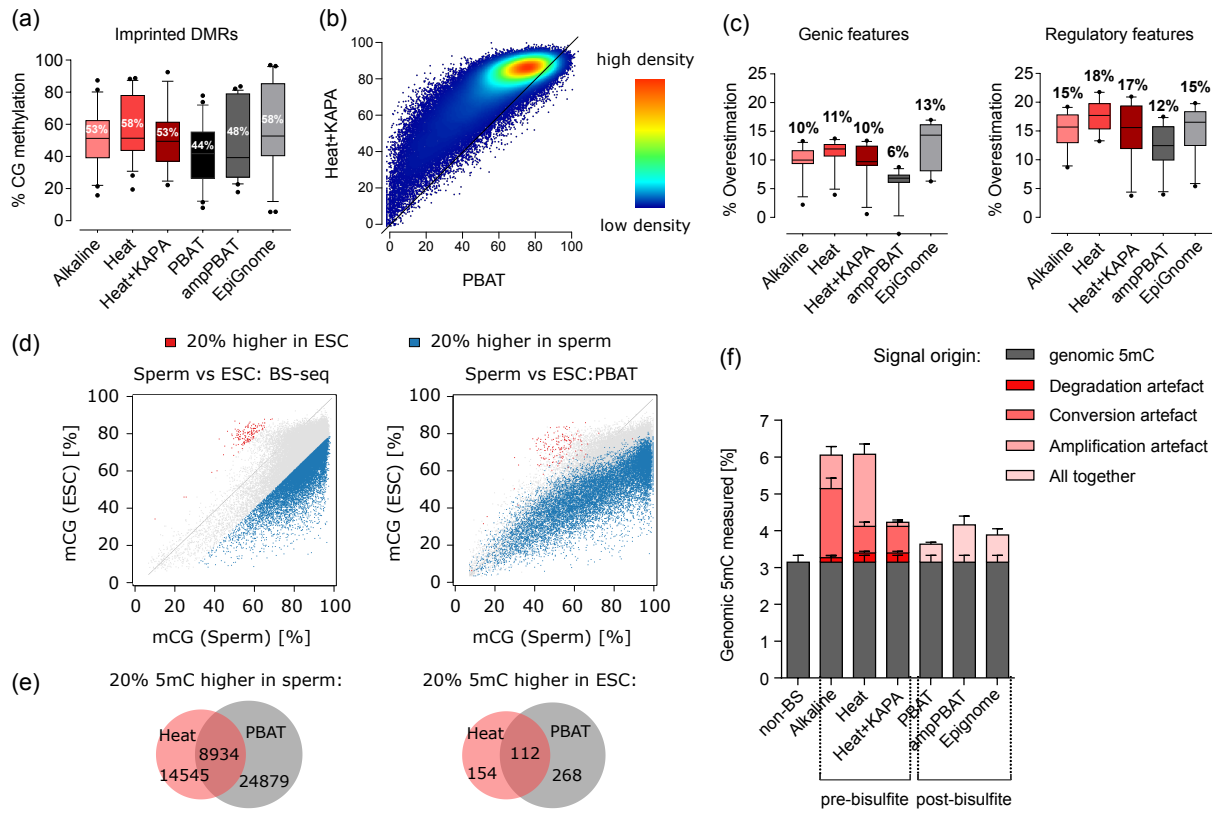 (a)
Imprinted DMRs
% CG methylation
100
80
60
40
20
0
53%
58%
53%
44%
48%
58%
Alkaline
Heat
Heat+KAPA
PBAT
ampPBAT
EpiGnome
(b)
Heat+KAPA
100
80
60
40
20
0
0
20
40
60
80
100
PBAT
high density
low density
(c)
Genic features
% Overestimation
25
20
15
10
5
0
10%
11%
10%
6%
13%
Alkaline
Heat
Heat+KAPA
ampPBAT
EpiGnome
Regulatory features
% Overestimation
25
20
15
10
5
0
15%
18%
17%
12%
15%
Alkaline
Heat
Heat+KAPA
ampPBAT
EpiGnome
(d)
20% higher in ESC
20% higher in sperm
Sperm vs ESC: BS-seq
mCG (ESC) [%]
100
80
60
40
20
0
0
20
40
60
80
100
mCG (Sperm) [%]
Sperm vs ESC:PBAT
mCG (ESC) [%]
100
80
60
40
20
0
0
20
40
60
80
100
mCG (Sperm) [%]
(e)
20% 5mC higher in sperm:
Heat
PBAT
8934
14545
24879
20% 5mC higher in ESC:
Heat
PBAT
112
154
268
(f)
Signal origin:
genomic 5mC
Degradation artefact
Conversion artefact
Amplification artefact
All together
Genomic 5mC measured [%]
7
6
5
4
3
2
1
0
non-BS
Alkaline
Heat
Heat+KAPA
PBAT
ampPBAT
Epignome
pre-bisulfite
post-bisulfite